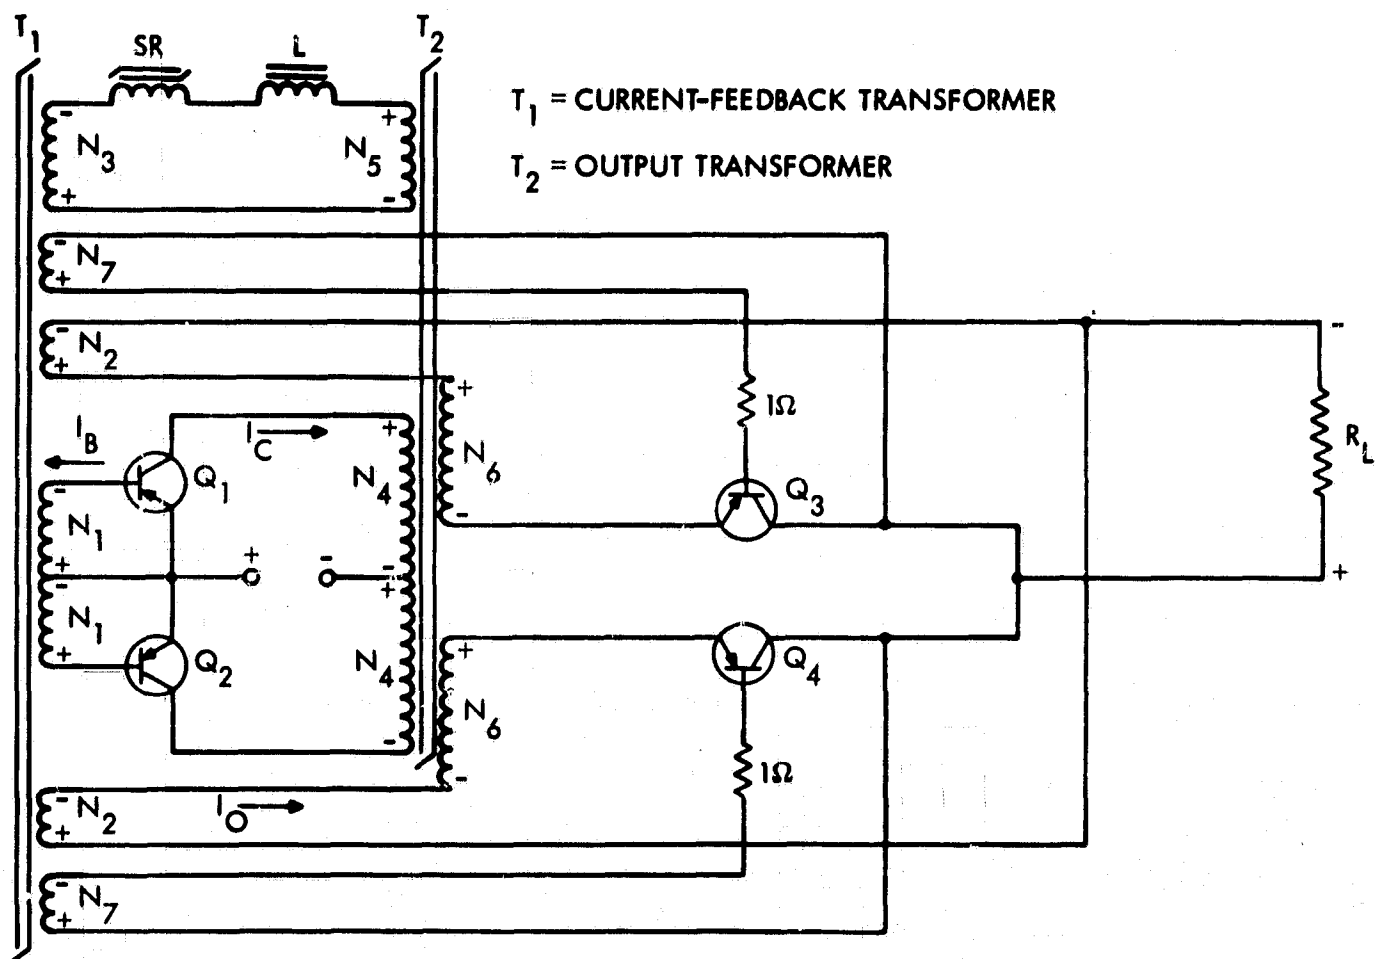 T1 SR L T2
T1 = CURRENT-FEEDBACK TRANSFORMER
T2 = OUTPUT TRANSFORMER
- +
N3 N5
+ -
-
N7
+
- -
N2
+ +
1Ω
RL
IB IC + N4 N6
Q1 Q3
- -
N1
+ + - - +
- +
N1
+ Q2 N4 + Q4
N6
- 1Ω
-
- IO
N2
+
-
N7
+